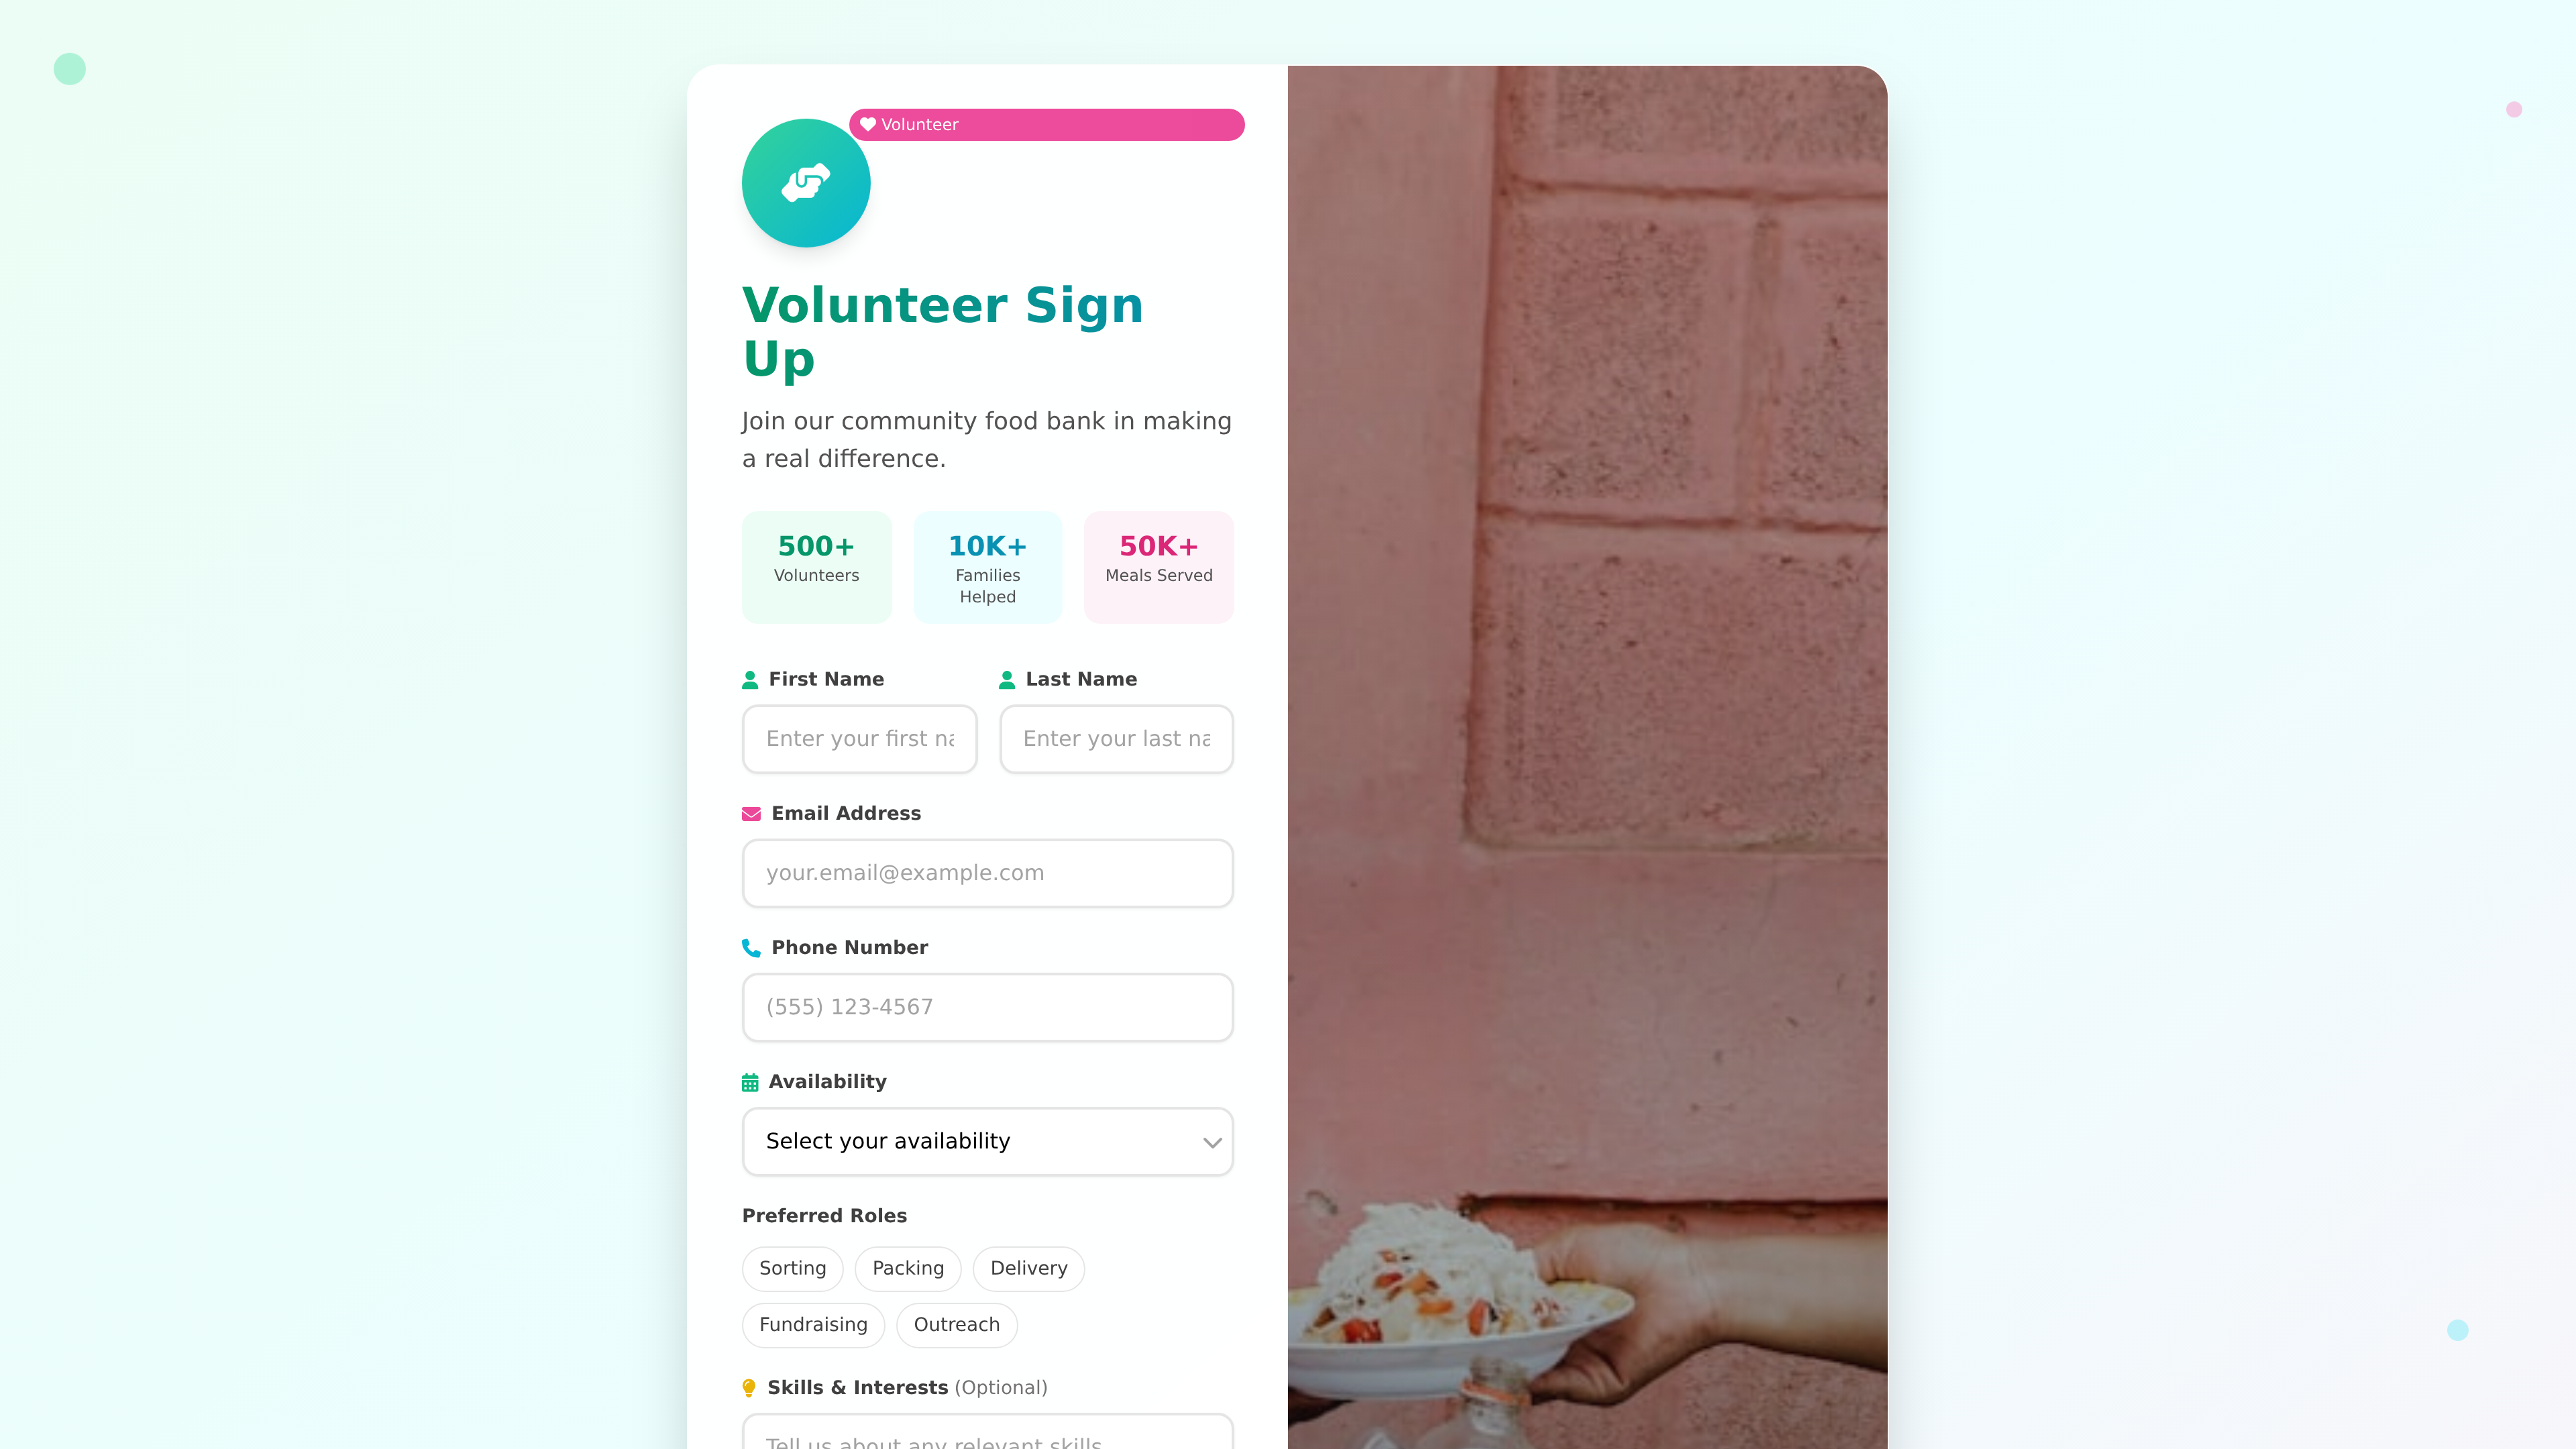 Volunteer
Volunteer Sign
Up
Join our community food bank in making
a real difference.
500+
Volunteers
10K+
Families
Helped
50K+
Meals Served
First Name
Last Name
Enter your first na
Enter your last na
Email Address
your.email@example.com
Phone Number
(555) 123-4567
Availability
Select your availability
Preferred Roles
Sorting
Packing
Delivery
Fundraising
Outreach
Skills & Interests (Optional)
Tell us about any relevant skills